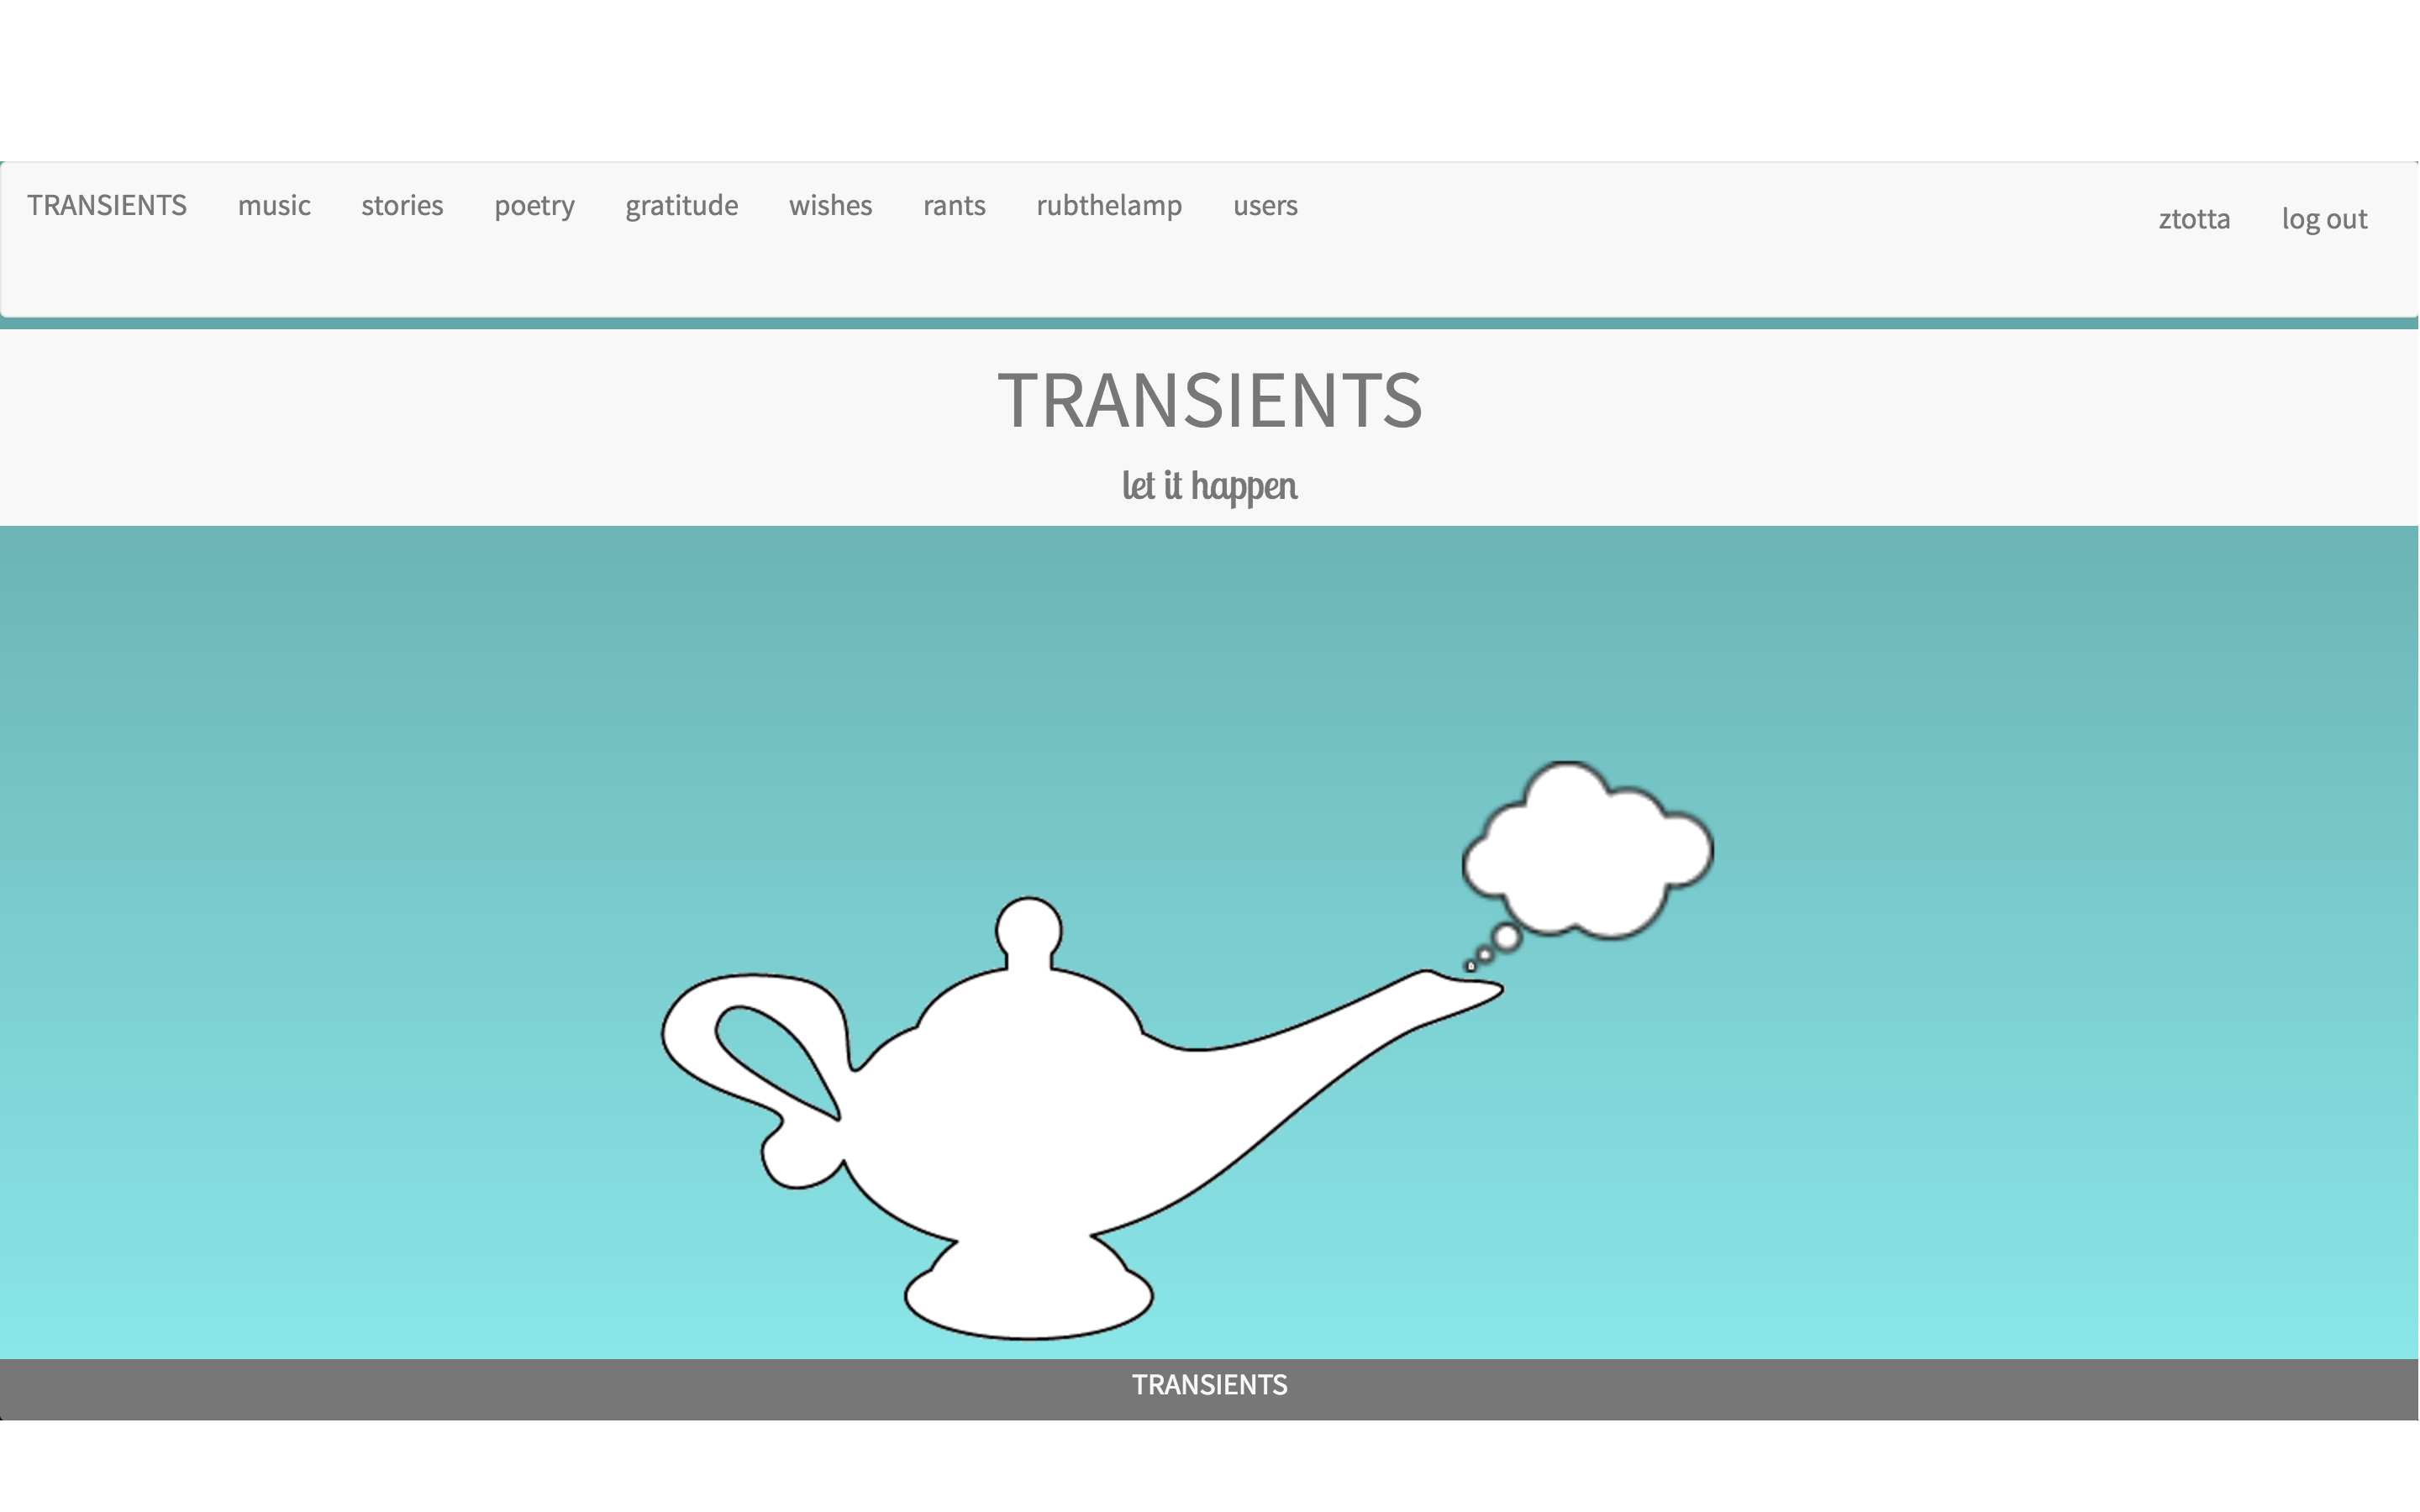 TRANSIENTS music stories poetry gratitude wishes rants rubthelamp users ztotta log out
TRANSIENTS
let it happen
TRANSIENTS